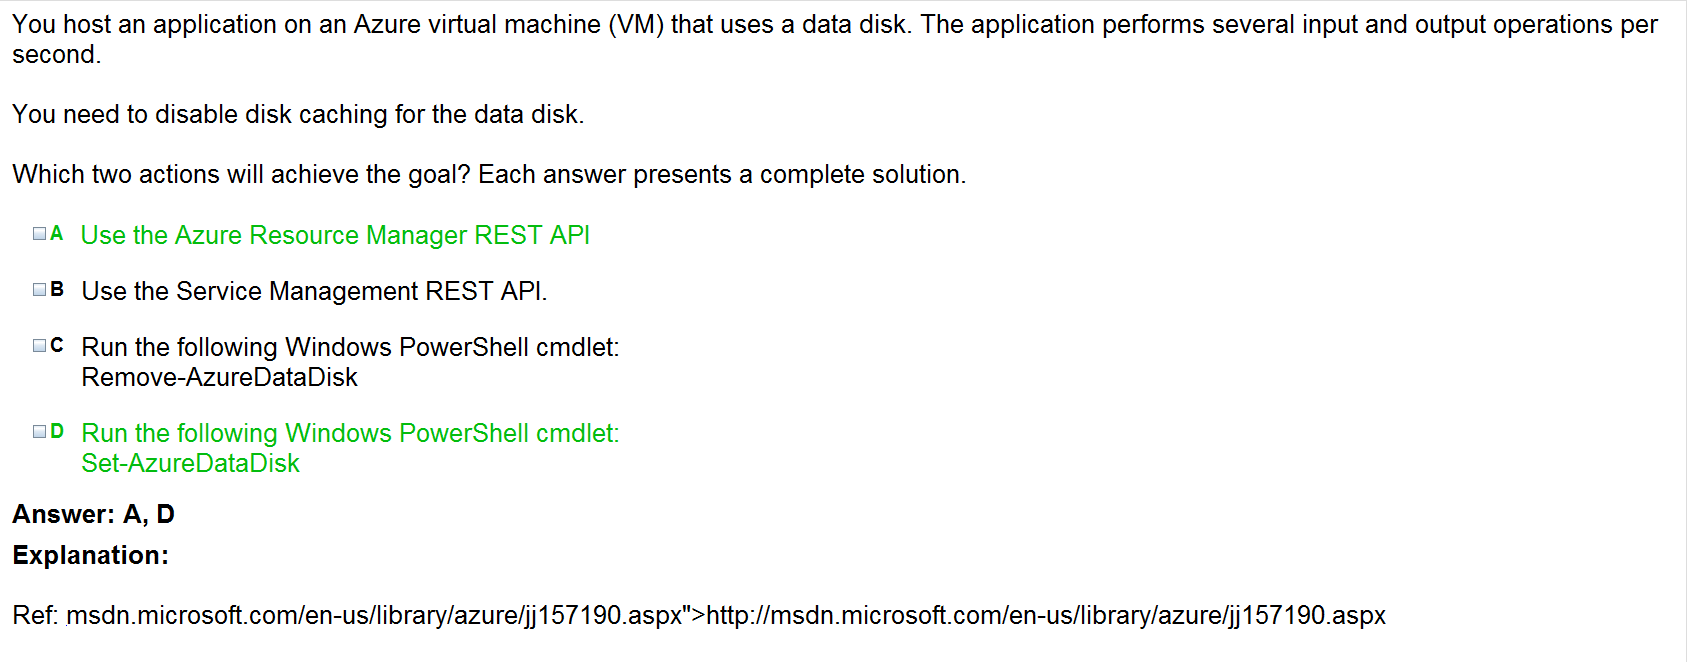 You host an application on an Azure virtual machine (VM) that uses a data disk. The application performs several input and output operations per
second.
You need to disable disk caching for the data disk.
Which two actions will achieve the goal? Each answer presents a complete solution.
A Use the Azure Resource Manager REST API
B Use the Service Management REST API.
C Run the following Windows PowerShell cmdlet:
Remove-AzureDataDisk
D Run the following Windows PowerShell cmdlet:
Set-AzureDataDisk
Answer: A, D
Explanation:
Ref: msdn.microsoft.com/en-us/library/azure/jj157190.aspx">http://msdn.microsoft.com/en-us/library/azure/jj157190.aspx